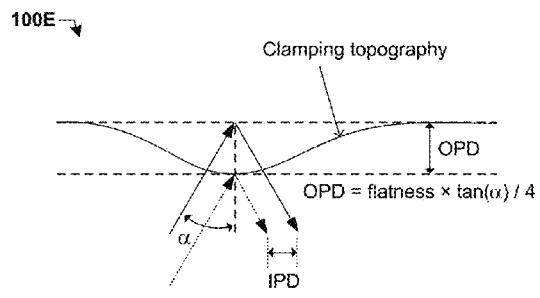 100E
Clamping topography
OPD
OPD = flatness × tan(α) / 4
α
IPD